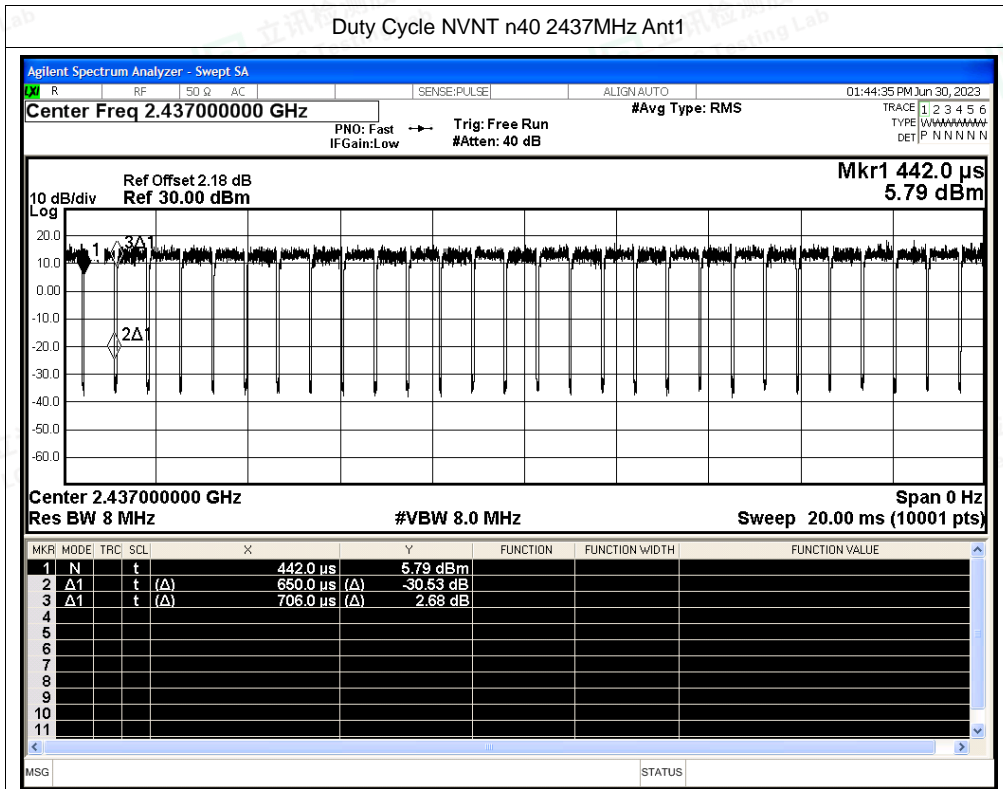 Duty Cycle NVNT n40 2437MHz Ant1
Agilent Spectrum Analyzer - Swept SA
LXI R RF 50 Ω AC SENSE:PULSE ALIGN AUTO 01:44:35 PM Jun 30, 2023
Center Freq 2.437000000 GHz #Avg Type: RMS TRACE 1 2 3 4 5 6
PNO: Fast Trig: Free Run TYPE W
IFGain:Low #Atten: 40 dB DET P N N N N N
Mkr1 442.0 µs
Ref Offset 2.18 dB
10 dB/div Ref 30.00 dBm 5.79 dBm
Log
20.0
1 3Δ1
10.0
0.00
-10.0
2Δ1
-20.0
-30.0
-40.0
-50.0
-60.0
Center 2.437000000 GHz Span 0 Hz
Res BW 8 MHz #VBW 8.0 MHz Sweep 20.00 ms (10001 pts)
MKR MODE TRC SCL X Y FUNCTION FUNCTION WIDTH FUNCTION VALUE
1 N t 442.0 µs 5.79 dBm
2 Δ1 t (Δ) 650.0 µs (Δ) -30.53 dB
3 Δ1 t (Δ) 706.0 µs (Δ) 2.68 dB
4
5
6
7
8
9
10
11
MSG STATUS